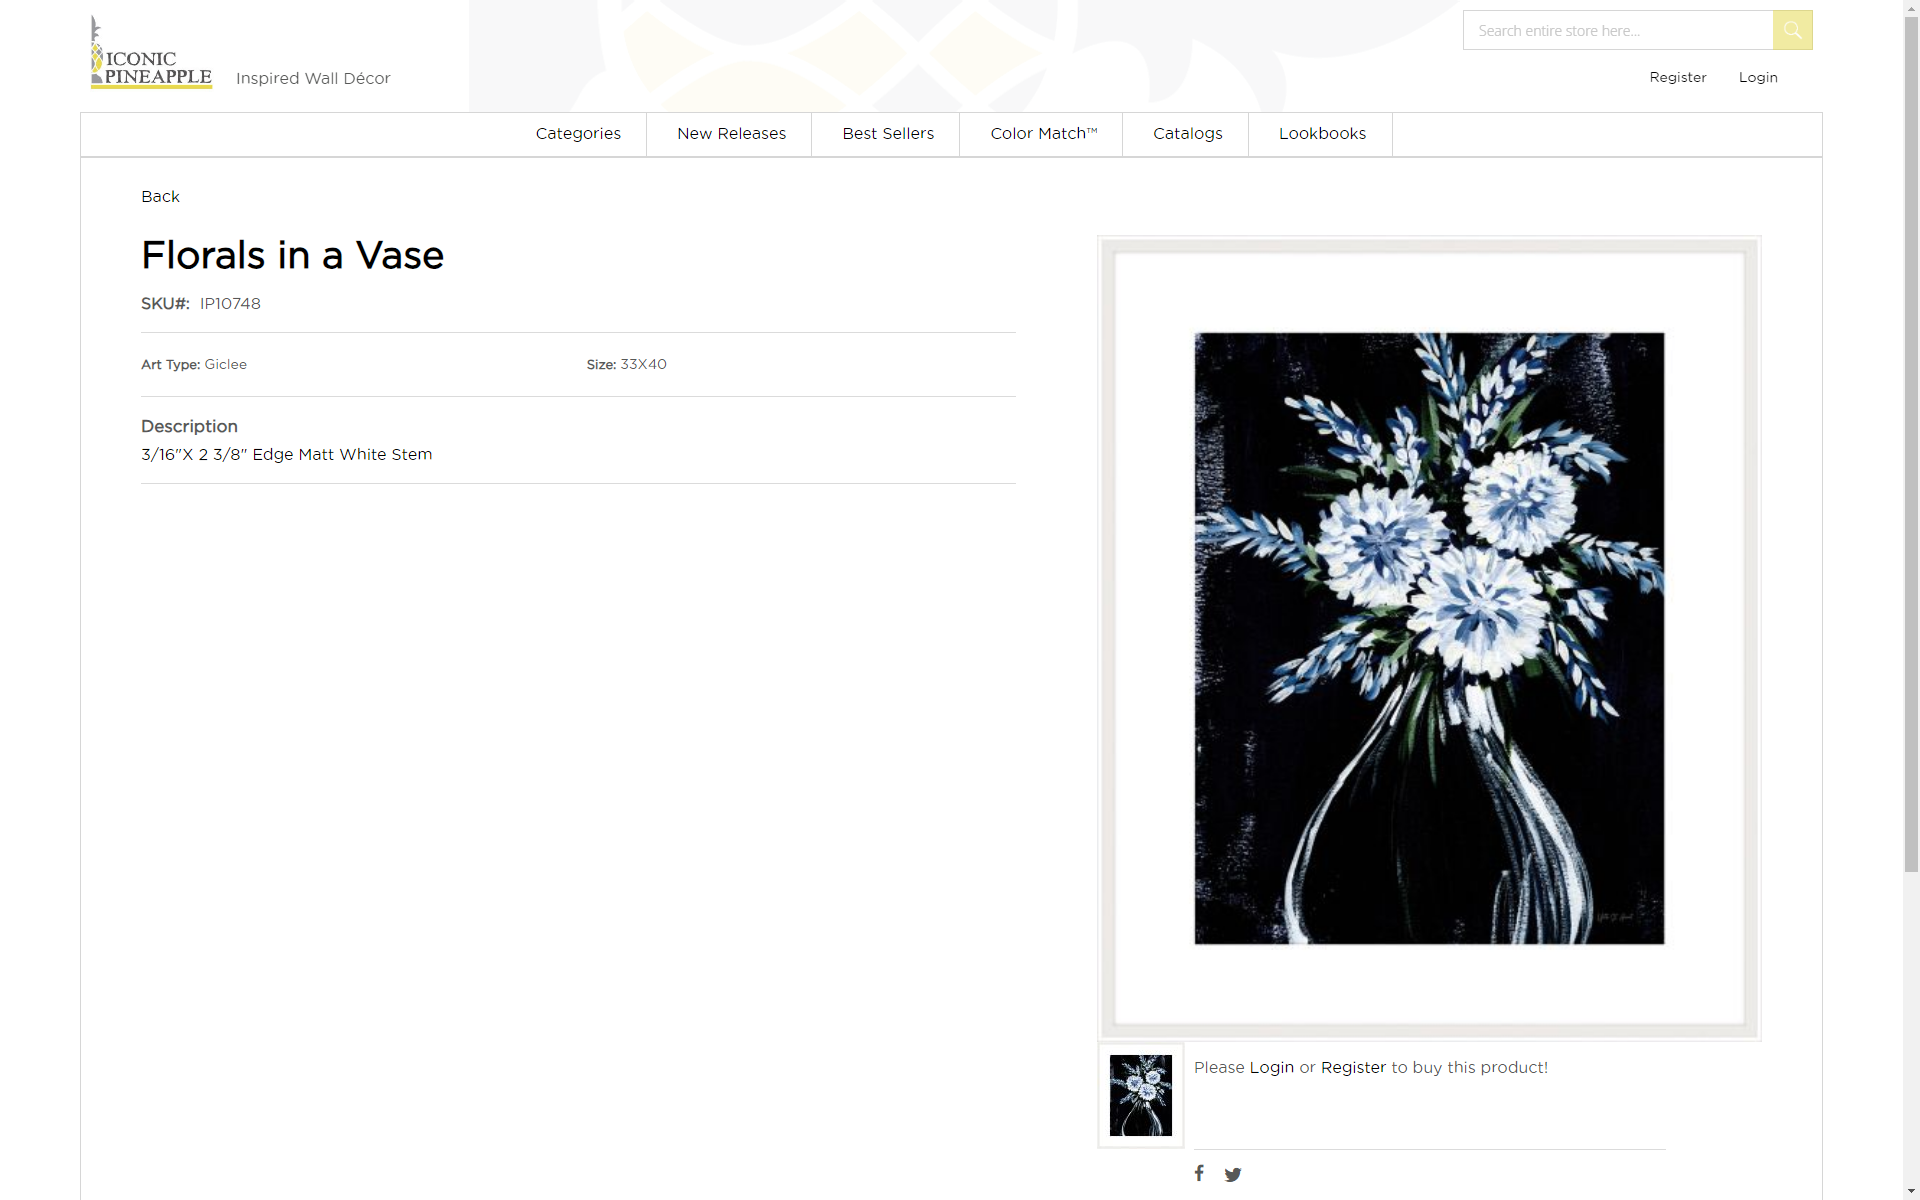 ICONIC
PINEAPPLE
Inspired Wall Décor
Search entire store here...
Register
Login
Categories
New Releases
Best Sellers
Color Match™
Catalogs
Lookbooks
Back
Florals in a Vase
SKU#: IP10748
Art Type: Giclee
Size: 33X40
Description
3/16"X 2 3/8" Edge Matt White Stem
Please Login or Register to buy this product!